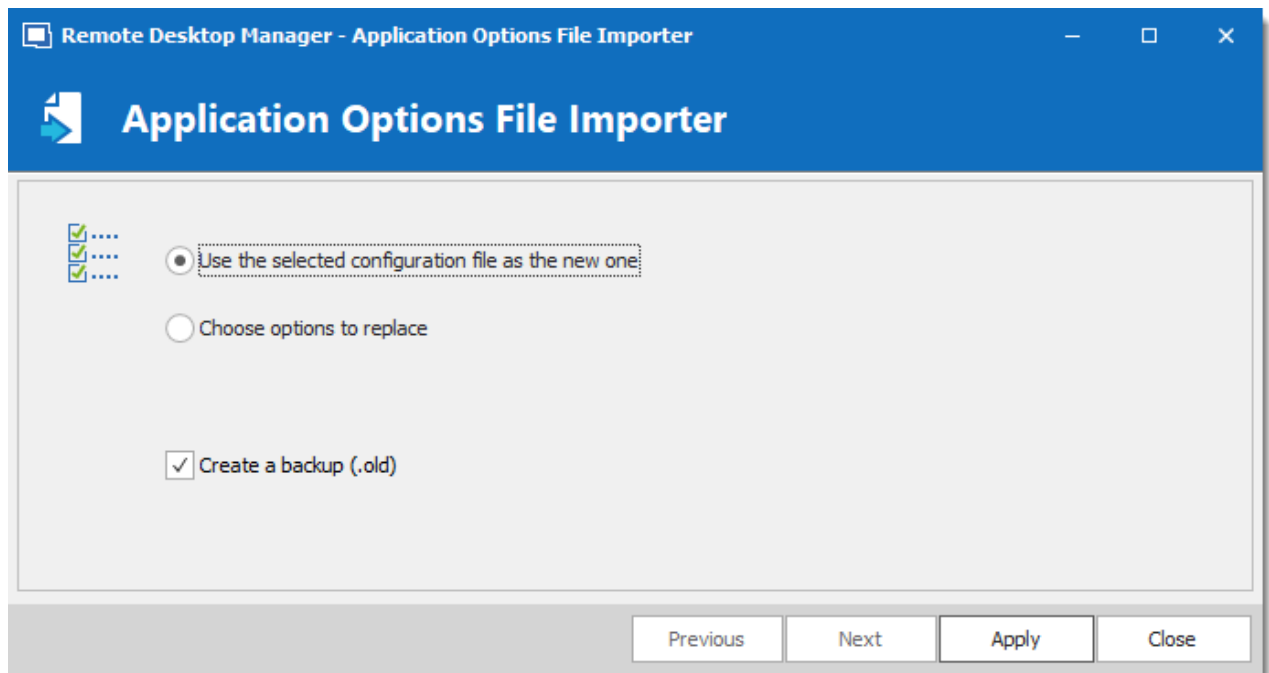 Remote Desktop Manager - Application Options File Importer
Application Options File Importer
Use the selected configuration file as the new one
Choose options to replace
Create a backup (.old)
Previous Next Apply Close